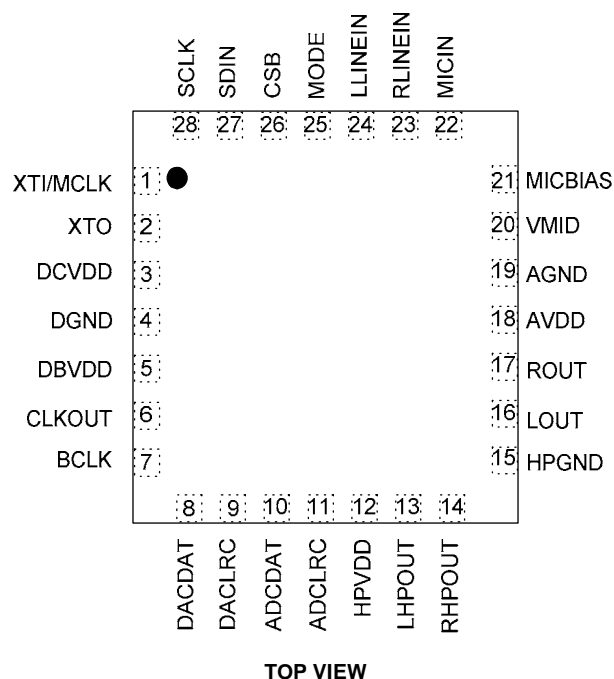 SCLK SDIN CSB MODE LLINEIN RLINEIN MICIN
28 27 26 25 24 23 22
XTI/MCLK 1 21 MICBIAS
XTO 2 20 VMID
DCVDD 3 19 AGND
DGND 4 18 AVDD
DBVDD 5 17 ROUT
CLKOUT 6 16 LOUT
BCLK 7 15 HPGND
8 9 10 11 12 13 14
DACDAT DACLRC ADCDAT ADCLRC HPVDD LHPOUT RHPOUT
TOP VIEW